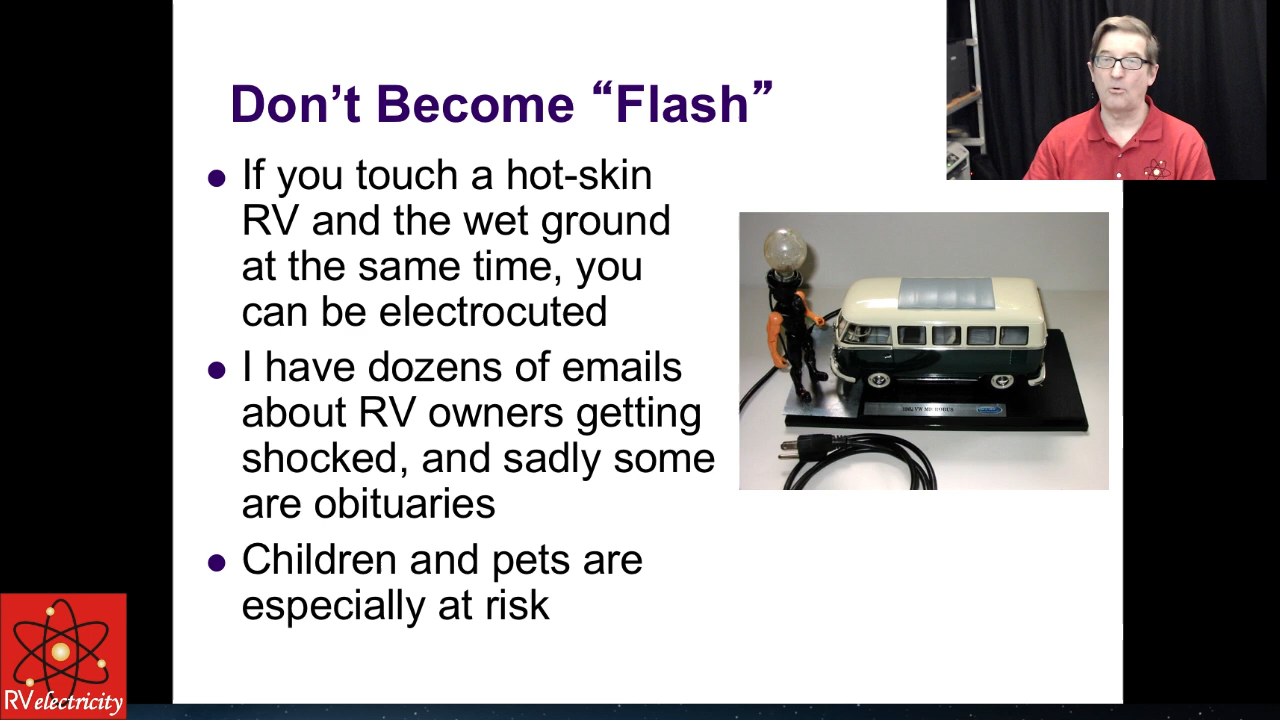 Don’t Become “Flash”
● If you touch a hot-skin
RV and the wet ground
at the same time, you
can be electrocuted
● I have dozens of emails
about RV owners getting
shocked, and sadly some
are obituaries
● Children and pets are
especially at risk
RVelectricity